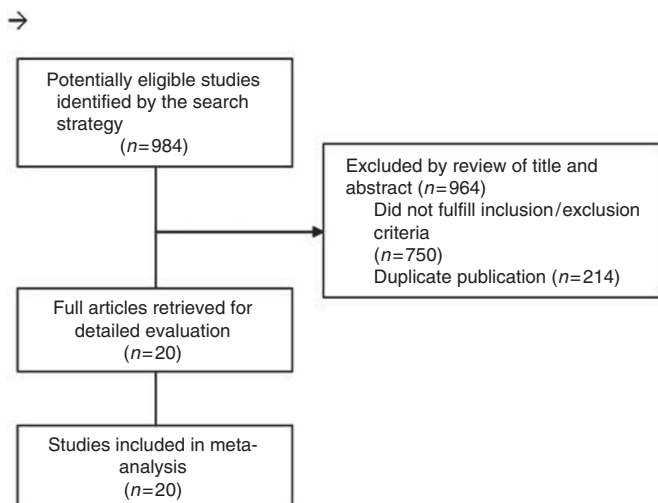 →
Potentially eligible studies
identified by the search
strategy
(n=984)
Excluded by review of title and
abstract (n=964)
Did not fulfill inclusion/exclusion
criteria
(n=750)
Duplicate publication (n=214)
Full articles retrieved for
detailed evaluation
(n=20)
Studies included in meta-
analysis
(n=20)